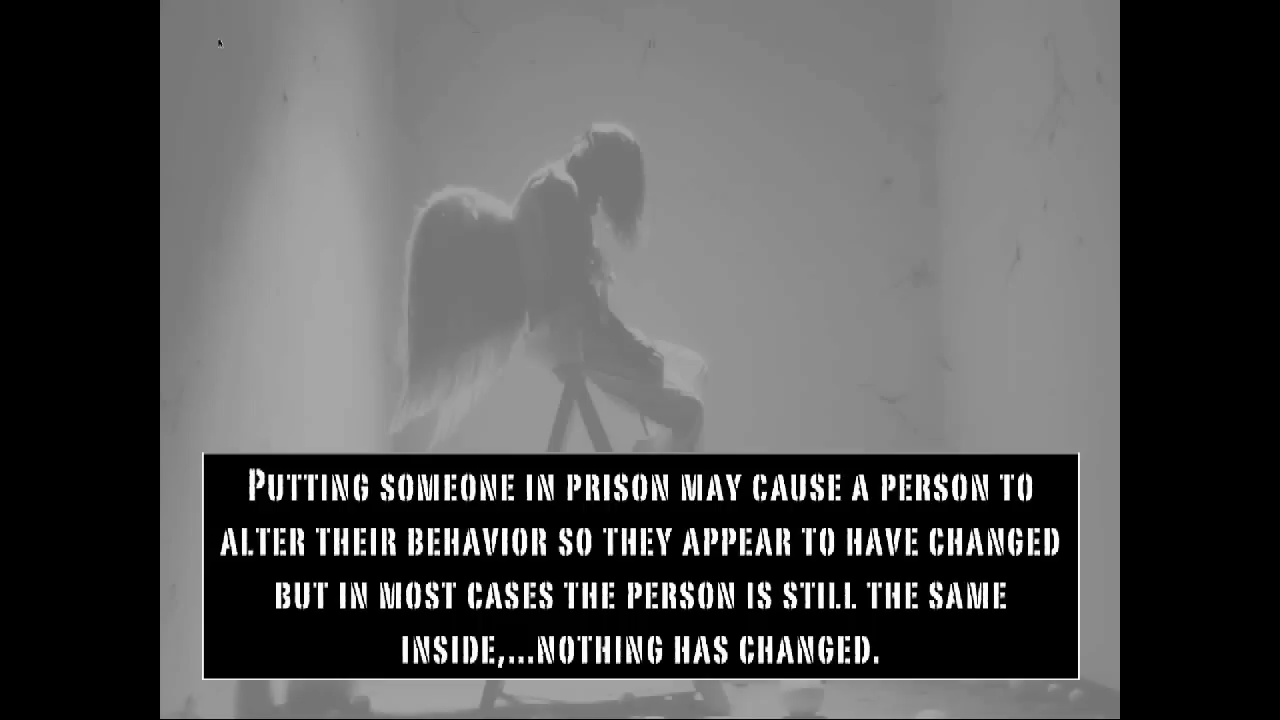 Putting someone in prison may cause a person to
alter their behavior so they appear to have changed
but in most cases the person is still the same
inside,...nothing has changed.